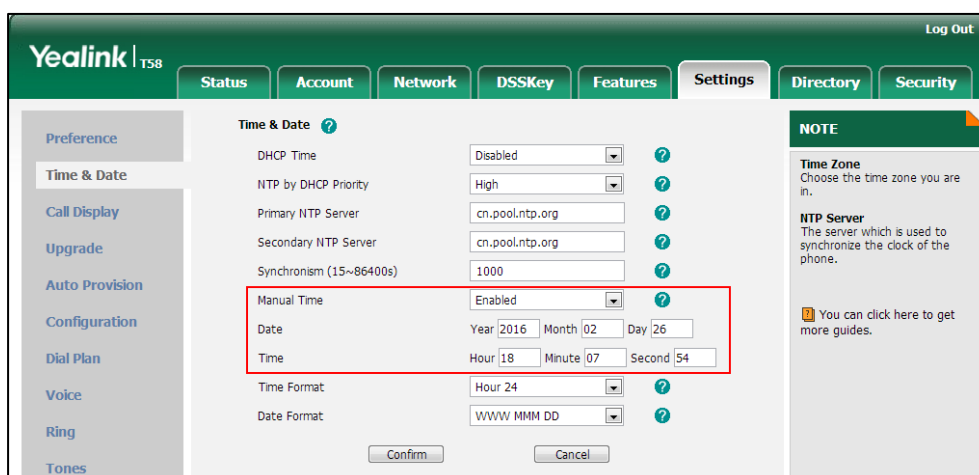 Log Out
Yealink | T58
Status Account Network DSSKey Features Settings Directory Security
Preference
Time & Date
Call Display
Upgrade
Auto Provision
Configuration
Dial Plan
Voice
Ring
Tones
Time & Date ?
DHCP Time Disabled ?
NTP by DHCP Priority High ?
Primary NTP Server cn.pool.ntp.org ?
Secondary NTP Server cn.pool.ntp.org ?
Synchronism (15~86400s) 1000 ?
Manual Time Enabled ?
Date Year 2016 Month 02 Day 26
Time Hour 18 Minute 07 Second 54
Time Format Hour 24 ?
Date Format WWW MMM DD ?
Confirm Cancel
NOTE
Time Zone
Choose the time zone you are
in.
NTP Server
The server which is used to
synchronize the clock of the
phone.
? You can click here to get
more guides.